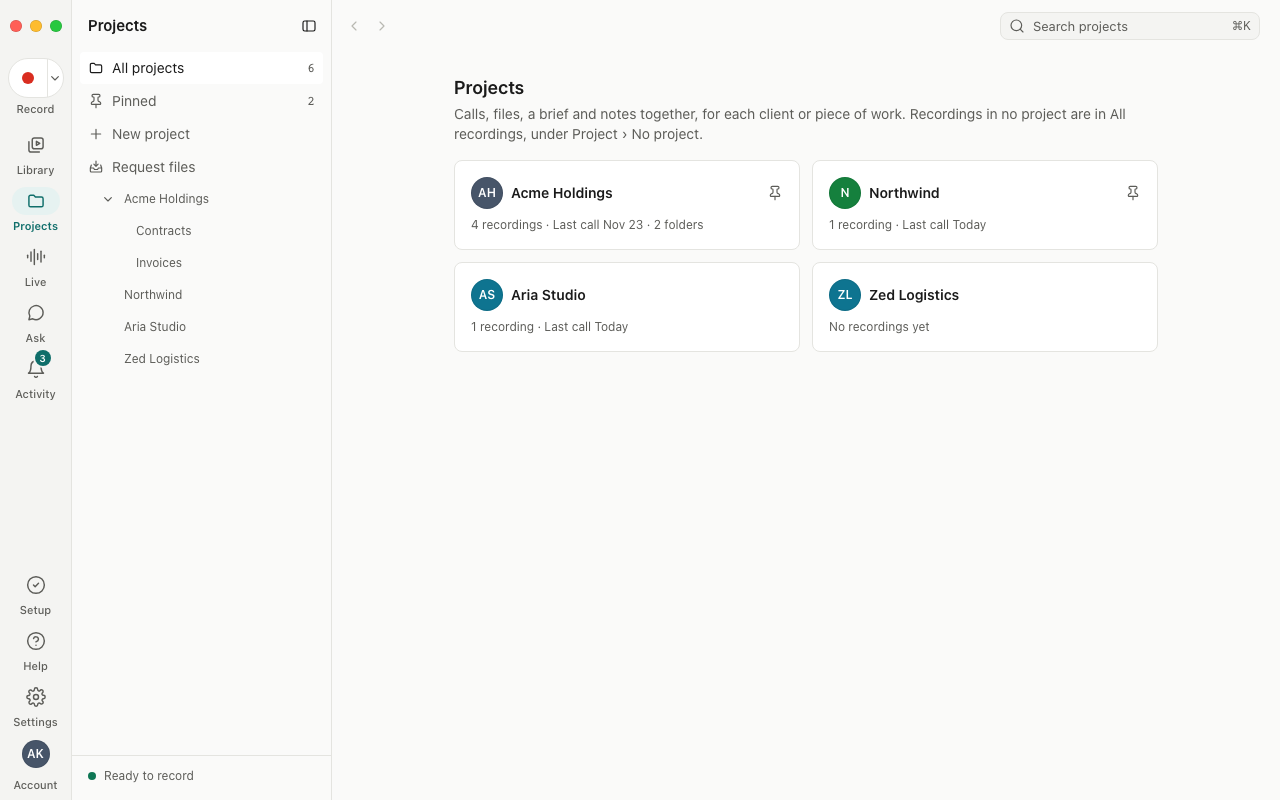 Projects
Search projects
⌘K
Record
Library
Projects
Live
Ask
3
Activity
Setup
Help
Settings
AK
Account
All projects 6
Pinned 2
New project
Request files
Acme Holdings
Contracts
Invoices
Northwind
Aria Studio
Zed Logistics
Ready to record
Projects
Calls, files, a brief and notes together, for each client or piece of work. Recordings in no project are in All
recordings, under Project › No project.
AH Acme Holdings
4 recordings · Last call Nov 23 · 2 folders
N Northwind
1 recording · Last call Today
AS Aria Studio
1 recording · Last call Today
ZL Zed Logistics
No recordings yet